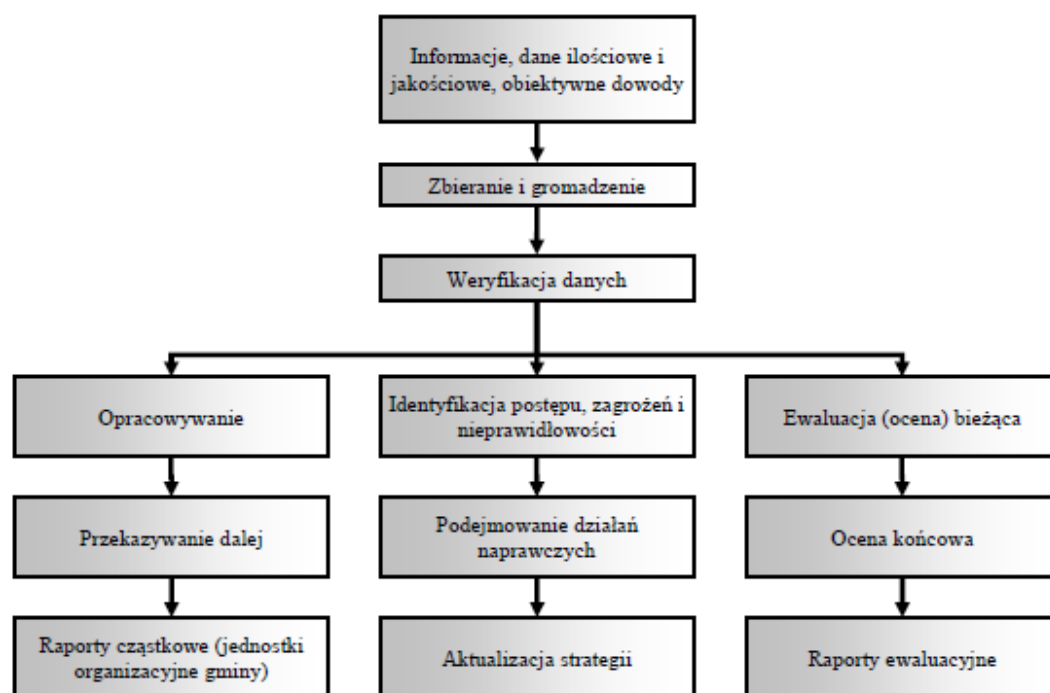 Informacje, dane ilościowe i
jakościowe, obiektywne dowody
Zbieranie i gromadzenie
Weryfikacja danych
Opracowywanie
Identyfikacja postępu, zagrożeń i
nieprawidłowości
Ewaluacja (ocena) bieżąca
Przekazywanie dalej
Podejmowanie działań
naprawczych
Ocena końcowa
Raporty cząstkowe (jednostki
organizacyjne gminy)
Aktualizacja strategii
Raporty ewaluacyjne